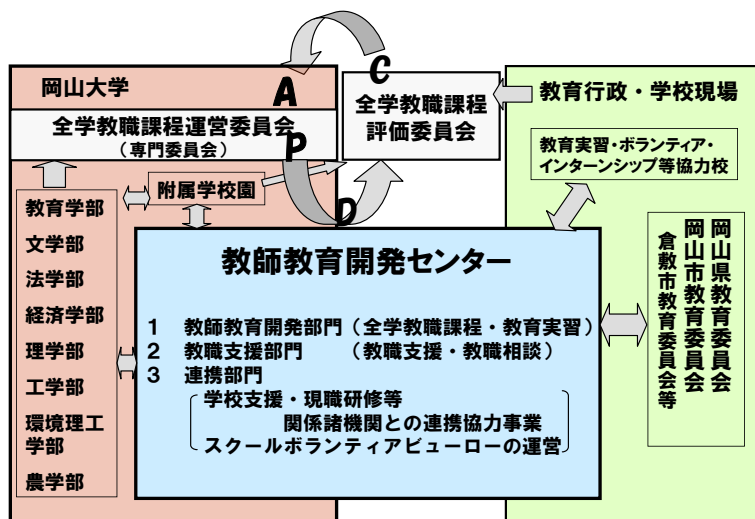 岡山大学
A
C
全学教職課程運営委員会
（専門委員会）
P
D
全学教職課程
評価委員会
教育行政・学校現場
教育実習・ボランティア・
インターンシップ等協力校
附属学校園
教育学部
文学部
法学部
経済学部
理学部
工学部
環境理工
学部
農学部
教師教育開発センター
1 教師教育開発部門（全学教職課程・教育実習）
2 教職支援部門 （教職支援・教職相談）
3 連携部門
学校支援・現職研修等
関係諸機関との連携協力事業
スクールボランティアビューローの運営
岡山県教育委員会
岡山市教育委員会
倉敷市教育委員会等